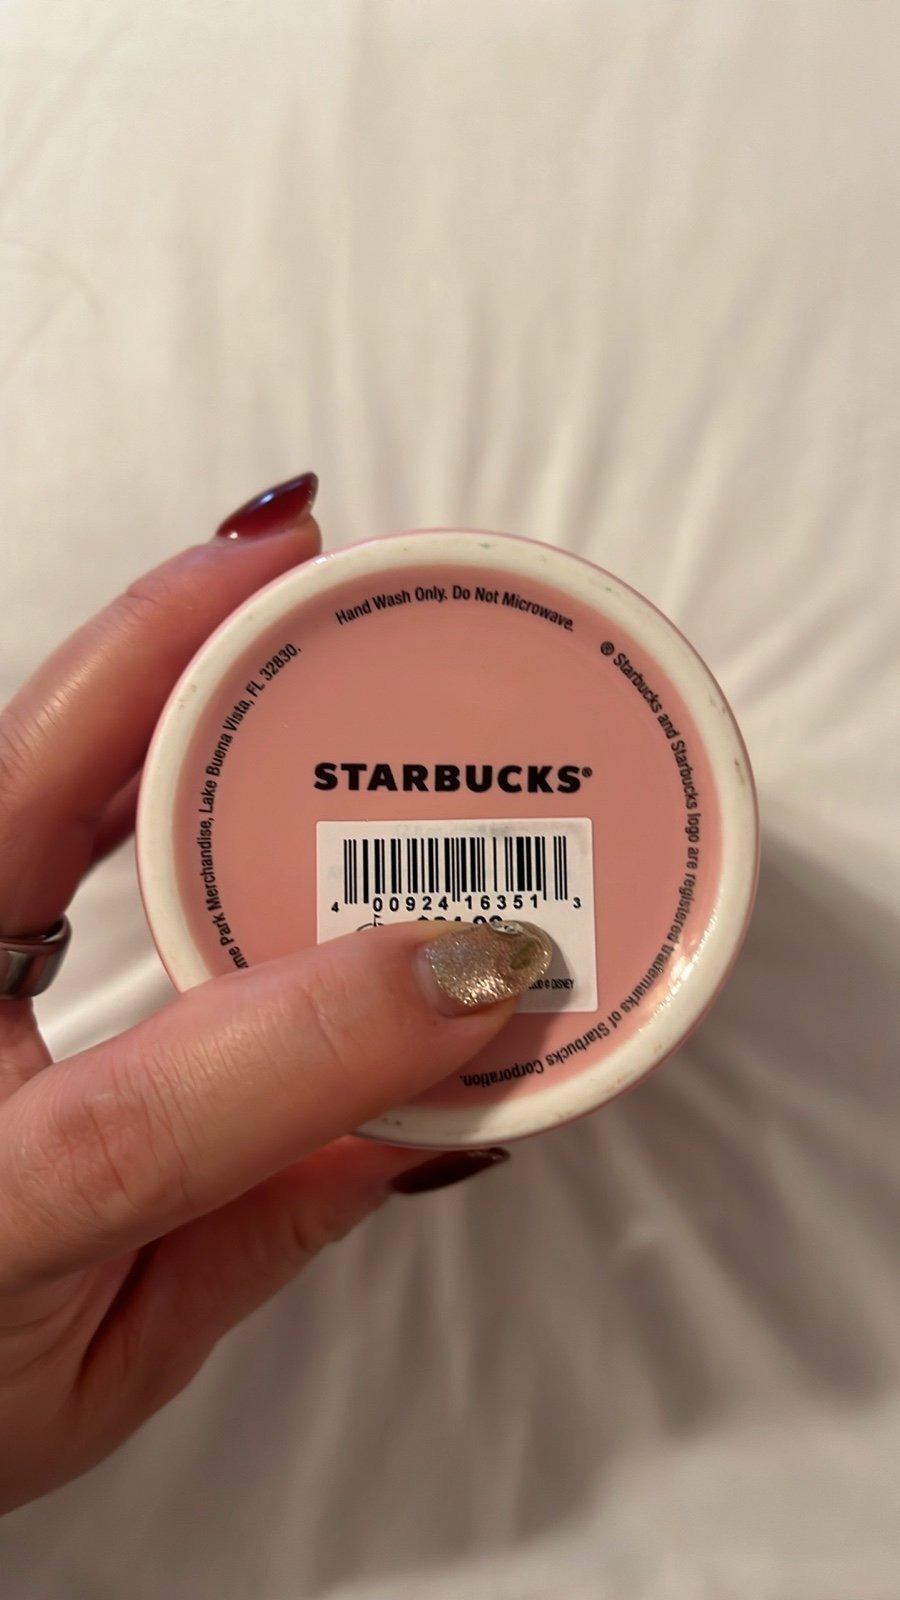 Hand Wash Only. Do Not Microwave.
® Starbucks and Starbucks logo are registered trademarks of Starbucks Corporation.
Park Merchandise, Lake Buena Vista, FL 32830.
STARBUCKS®
4 00924 16351 3
© DISNEY